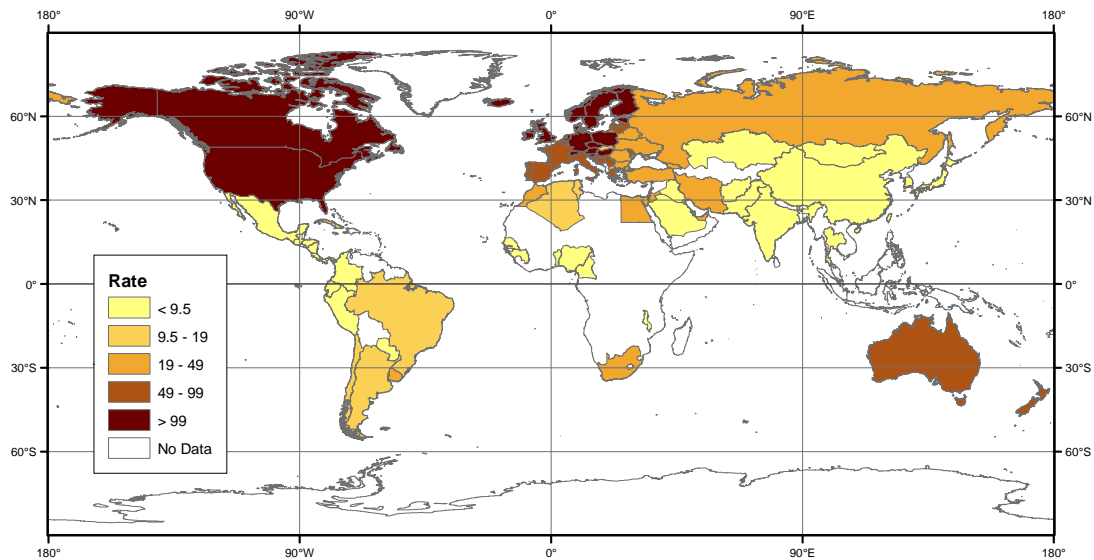 180° 90°W 0° 90°E 180°
60°N 60°N
30°N 30°N
0° 0°
30°S 30°S
60°S 60°S
Rate
< 9.5
9.5 - 19
19 - 49
49 - 99
> 99
No Data
180° 90°W 0° 90°E 180°